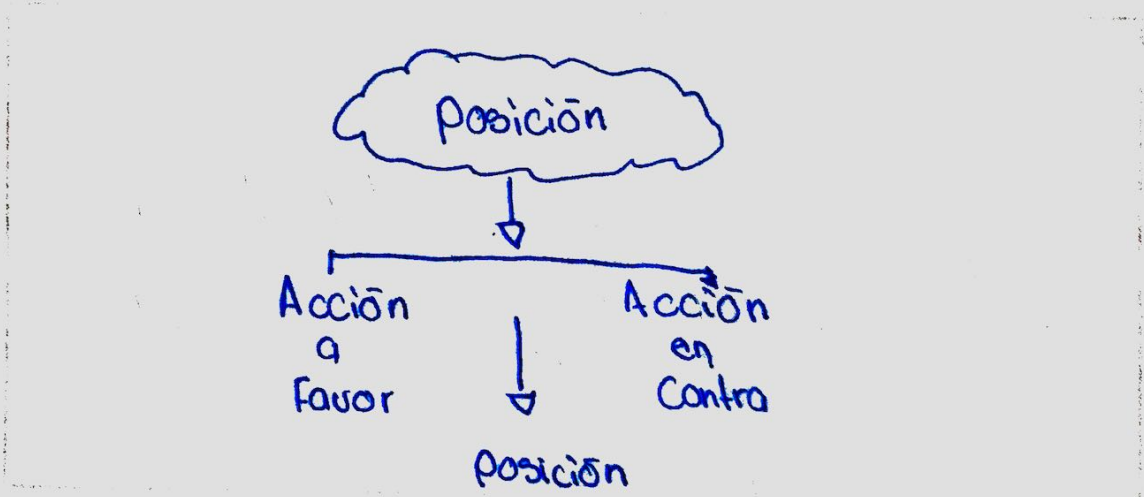 Posición
Acción
a
Favor
Acción
en
Contra
Posición